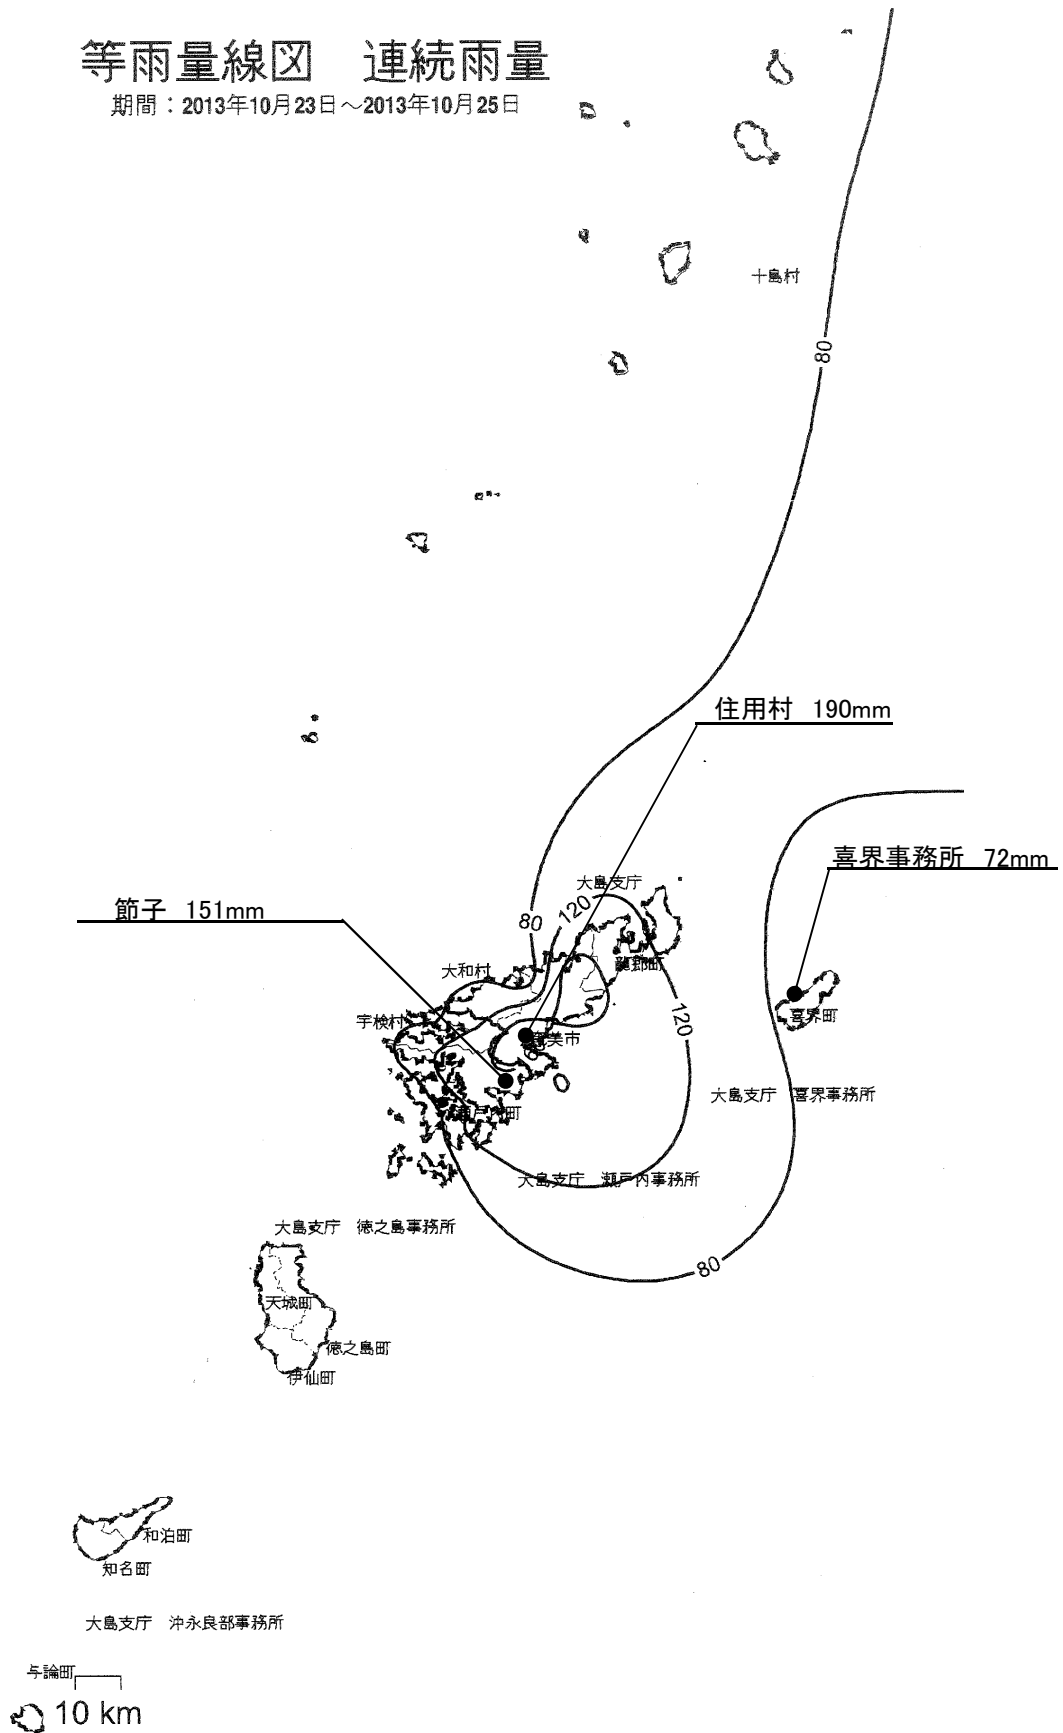 等雨量線図　連続雨量
期間：2013年10月23日～2013年10月25日
十島村
80
住用村　190mm
喜界事務所　72mm
大島支庁
節子　151mm
80
120
大和村
龍郷町
宇検村
喜界町
120
奄美市
大島支庁　喜界事務所
瀬戸内町
大島支庁　瀬戸内事務所
大島支庁　徳之島事務所
80
天城町
徳之島町
伊仙町
和泊町
知名町
大島支庁　沖永良部事務所
与論町
10 km